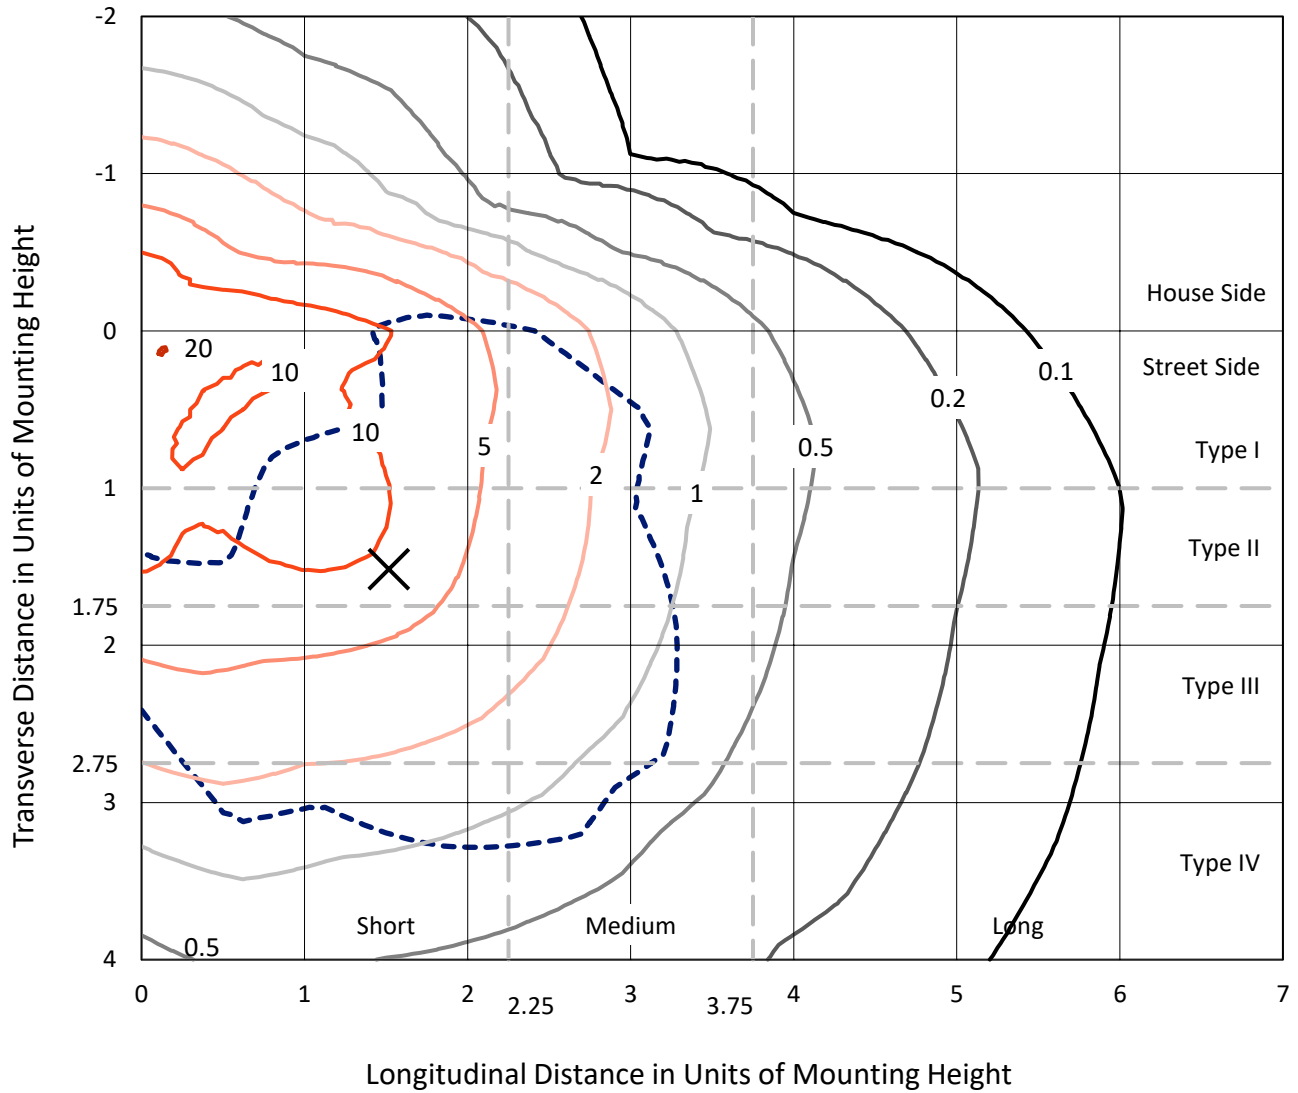 -2
-1
House Side
0
20
10
Street Side
0.1
0.2
10
5
0.5
Type I
2
1
1
Type II
1.75
2
Type III
2.75
3
Type IV
Short
Medium
Long
0.5
4
0
1
2
2.25
3
3.75
4
5
6
7
Transverse Distance in Units of Mounting Height
Longitudinal Distance in Units of Mounting Height